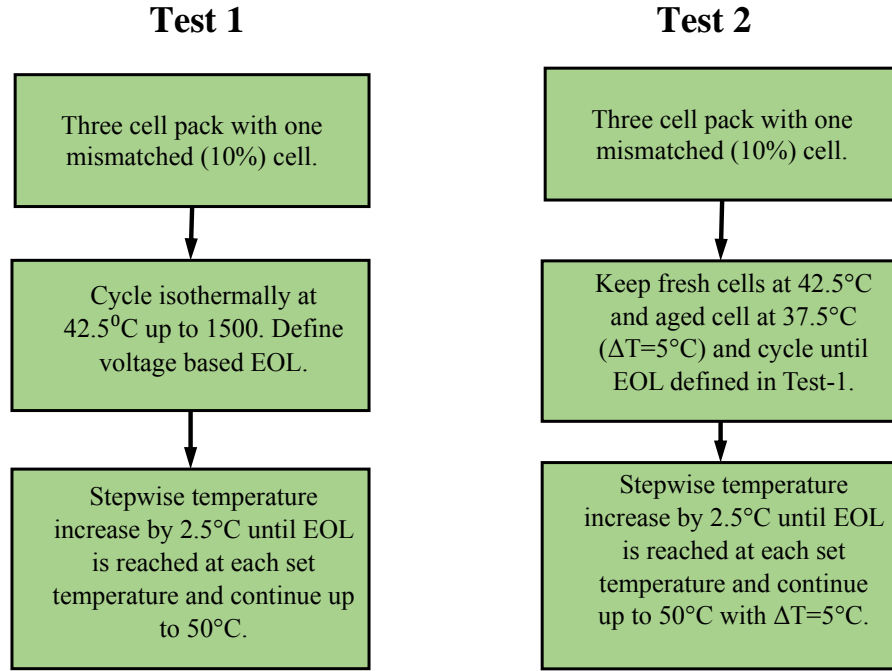 Test 1
Three cell pack with one
mismatched (10%) cell.
Cycle isothermally at
42.5⁰C up to 1500. Define
voltage based EOL.
Stepwise temperature
increase by 2.5°C until EOL
is reached at each set
temperature and continue up
to 50°C.
Test 2
Three cell pack with one
mismatched (10%) cell.
Keep fresh cells at 42.5°C
and aged cell at 37.5°C
(ΔT=5°C) and cycle until
EOL defined in Test-1.
Stepwise temperature
increase by 2.5°C until EOL
is reached at each set
temperature and continue
up to 50°C with ΔT=5°C.